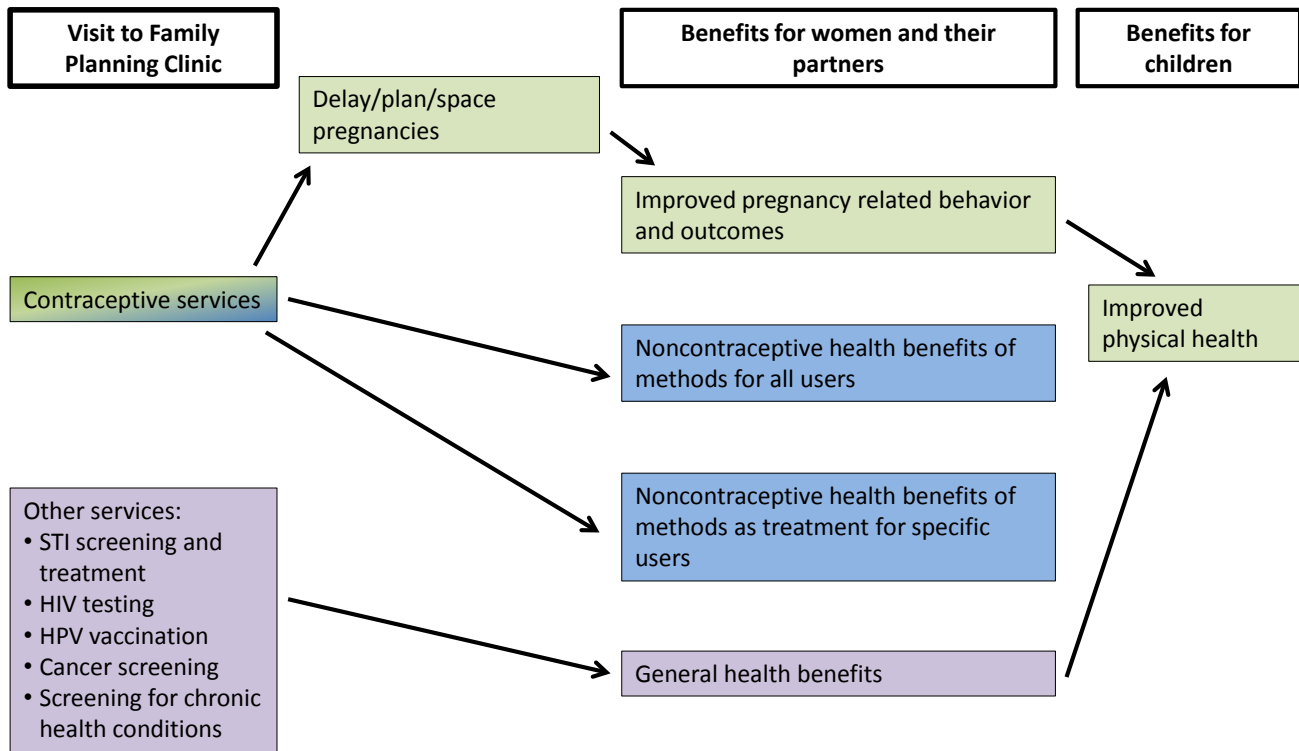 Visit to Family
Planning Clinic
Benefits for women and their
partners
Benefits for
children
Delay/plan/space
pregnancies
Improved pregnancy related behavior
and outcomes
Contraceptive services
Improved
physical health
Noncontraceptive health benefits of
methods for all users
Noncontraceptive health benefits of
methods as treatment for specific
users
Other services:
• STI screening and
treatment
• HIV testing
• HPV vaccination
• Cancer screening
• Screening for chronic
health conditions
General health benefits